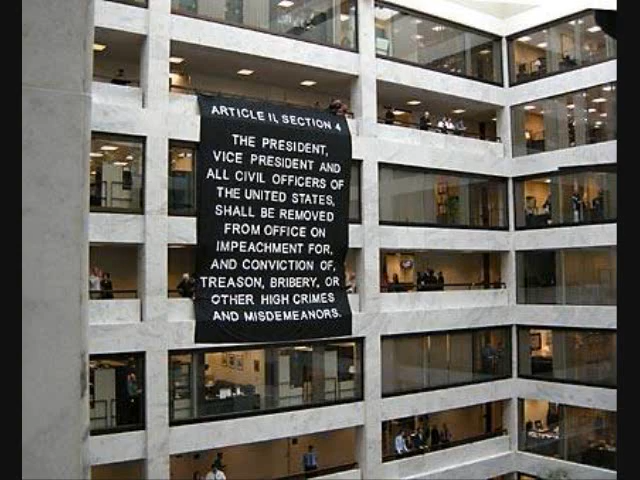 ARTICLE II, SECTION 4
THE PRESIDENT,
VICE PRESIDENT AND
ALL CIVIL OFFICERS OF
THE UNITED STATES,
SHALL BE REMOVED
FROM OFFICE ON
IMPEACHMENT FOR,
AND CONVICTION OF,
TREASON, BRIBERY, OR
OTHER HIGH CRIMES
AND MISDEMEANORS.